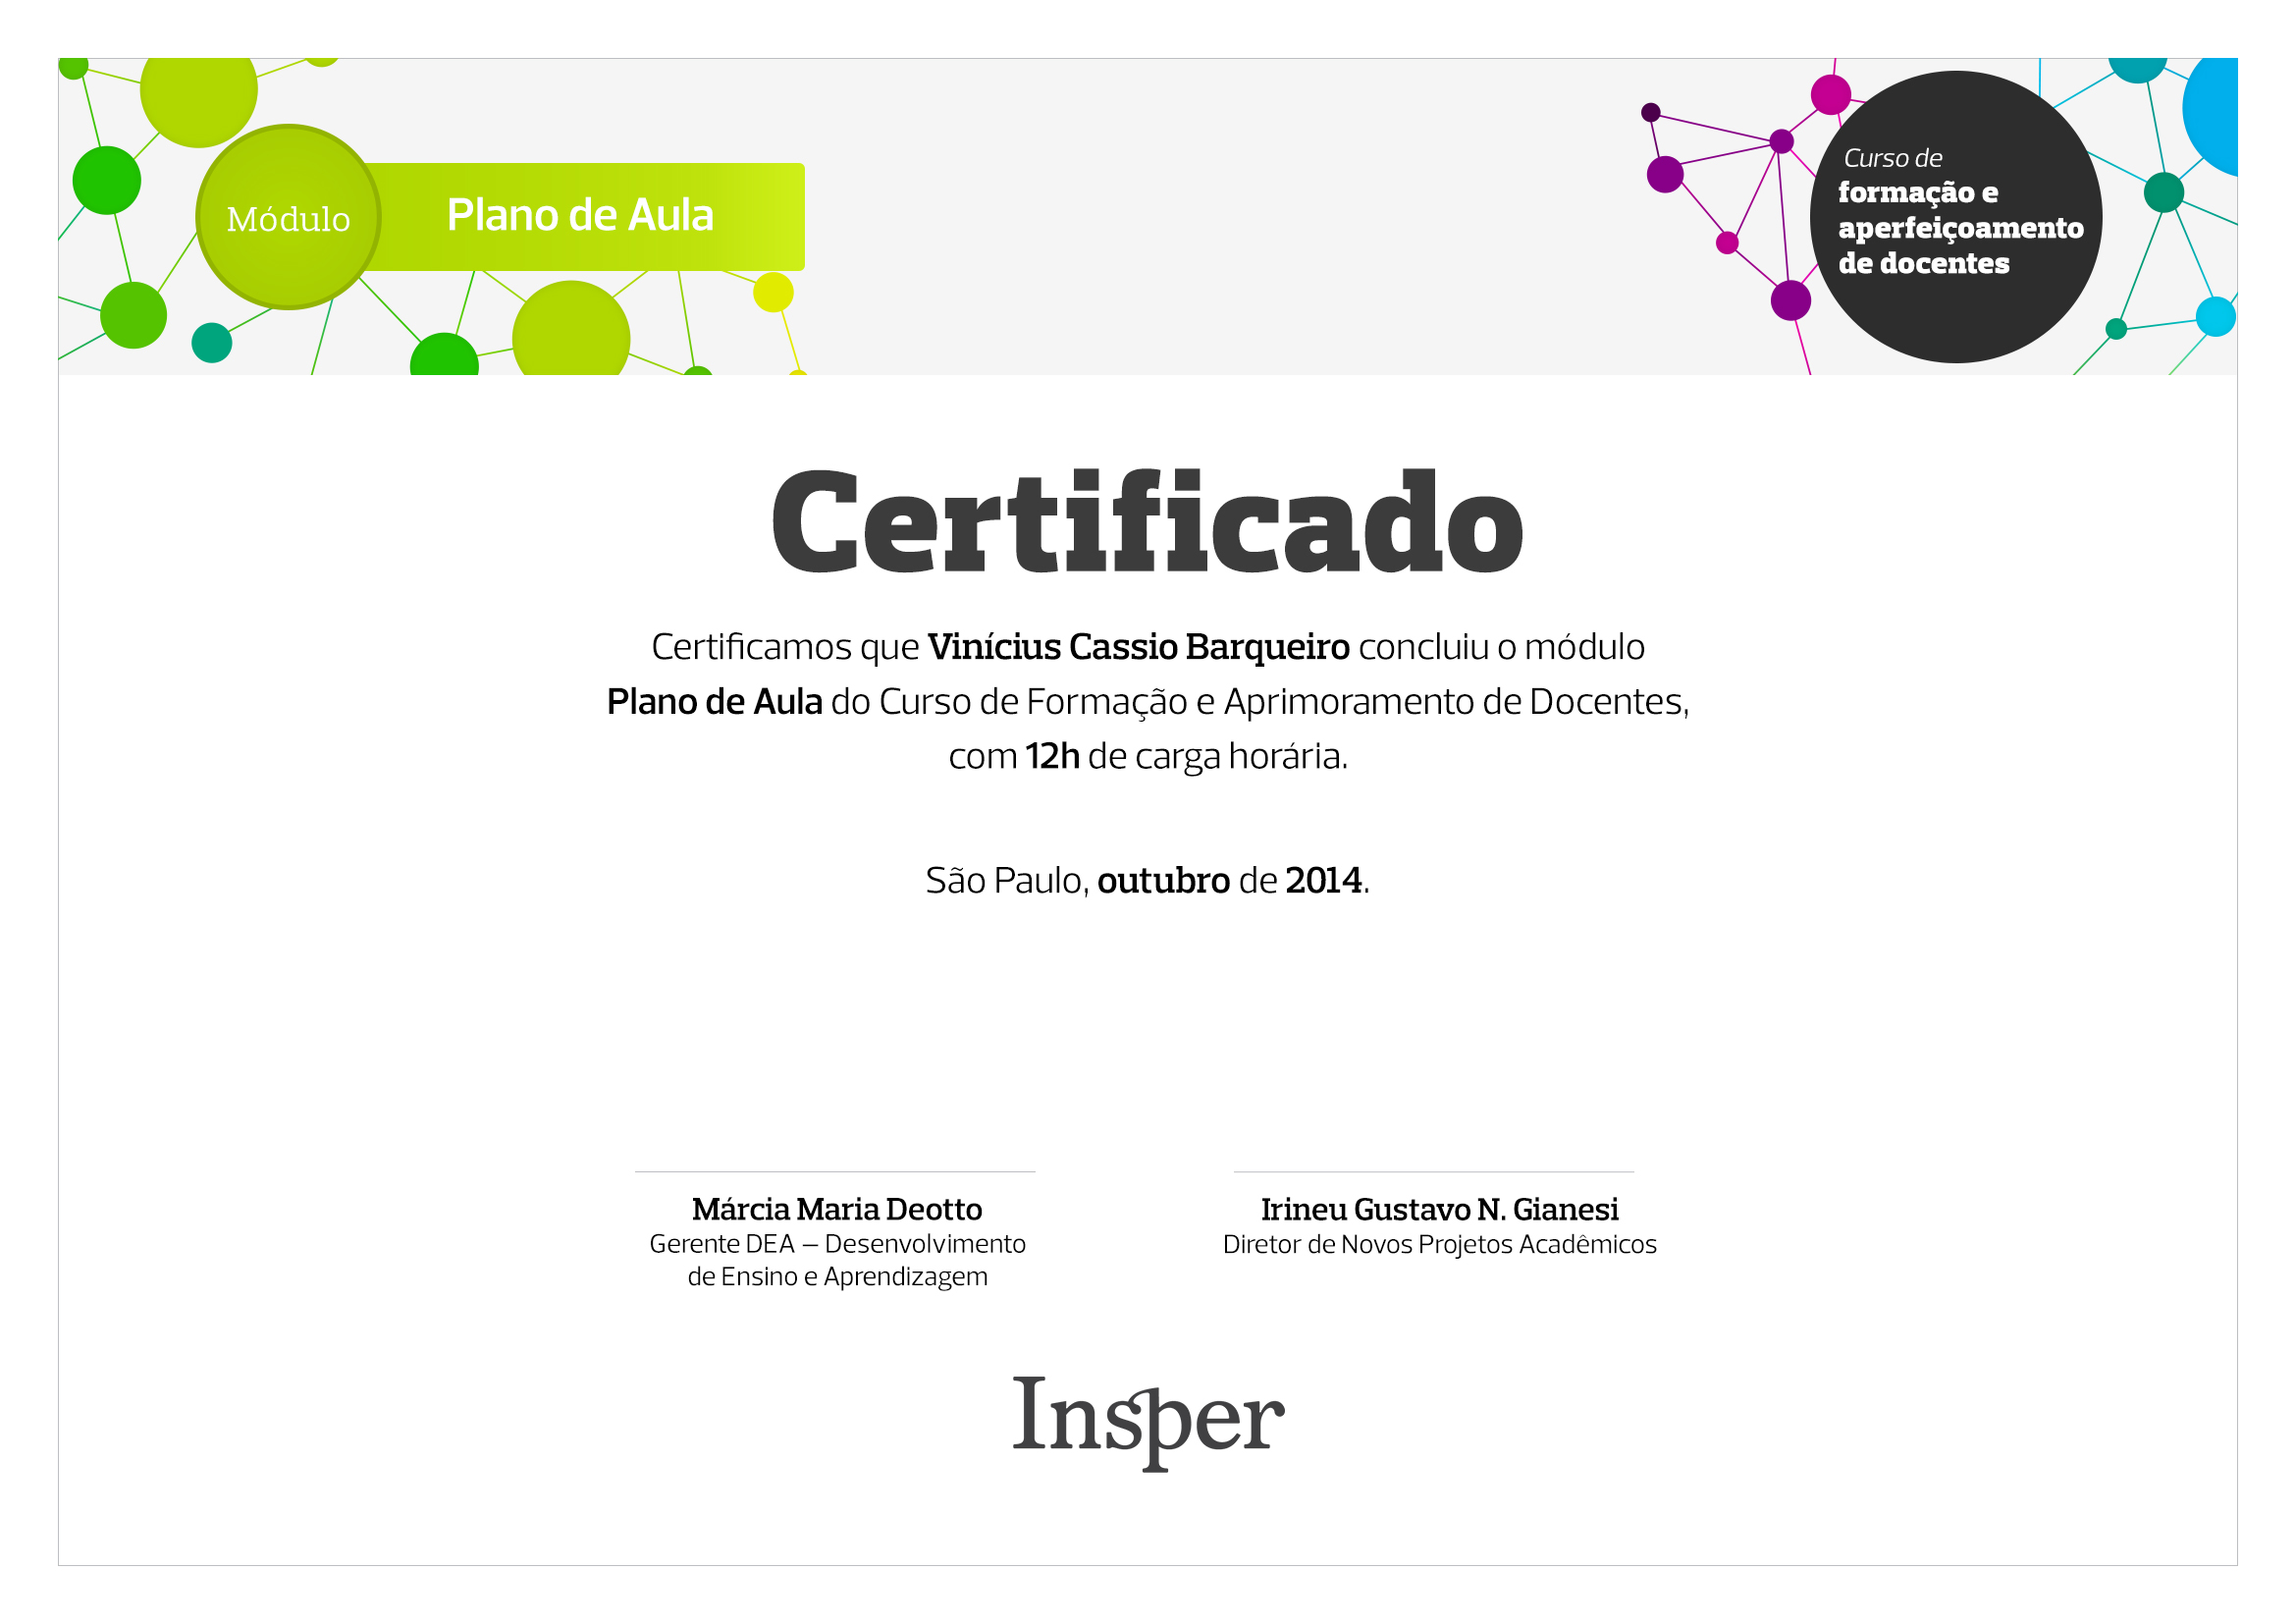 Módulo
Plano de Aula
Curso de
formação e
aperfeiçoamento
de docentes
Certificado
Certificamos que Vinícius Cassio Barqueiro concluiu o módulo
Plano de Aula do Curso de Formação e Aprimoramento de Docentes,
com 12h de carga horária.
São Paulo, outubro de 2014.
Márcia Maria Deotto
Gerente DEA – Desenvolvimento
de Ensino e Aprendizagem
Irineu Gustavo N. Gianesi
Diretor de Novos Projetos Acadêmicos
Insper